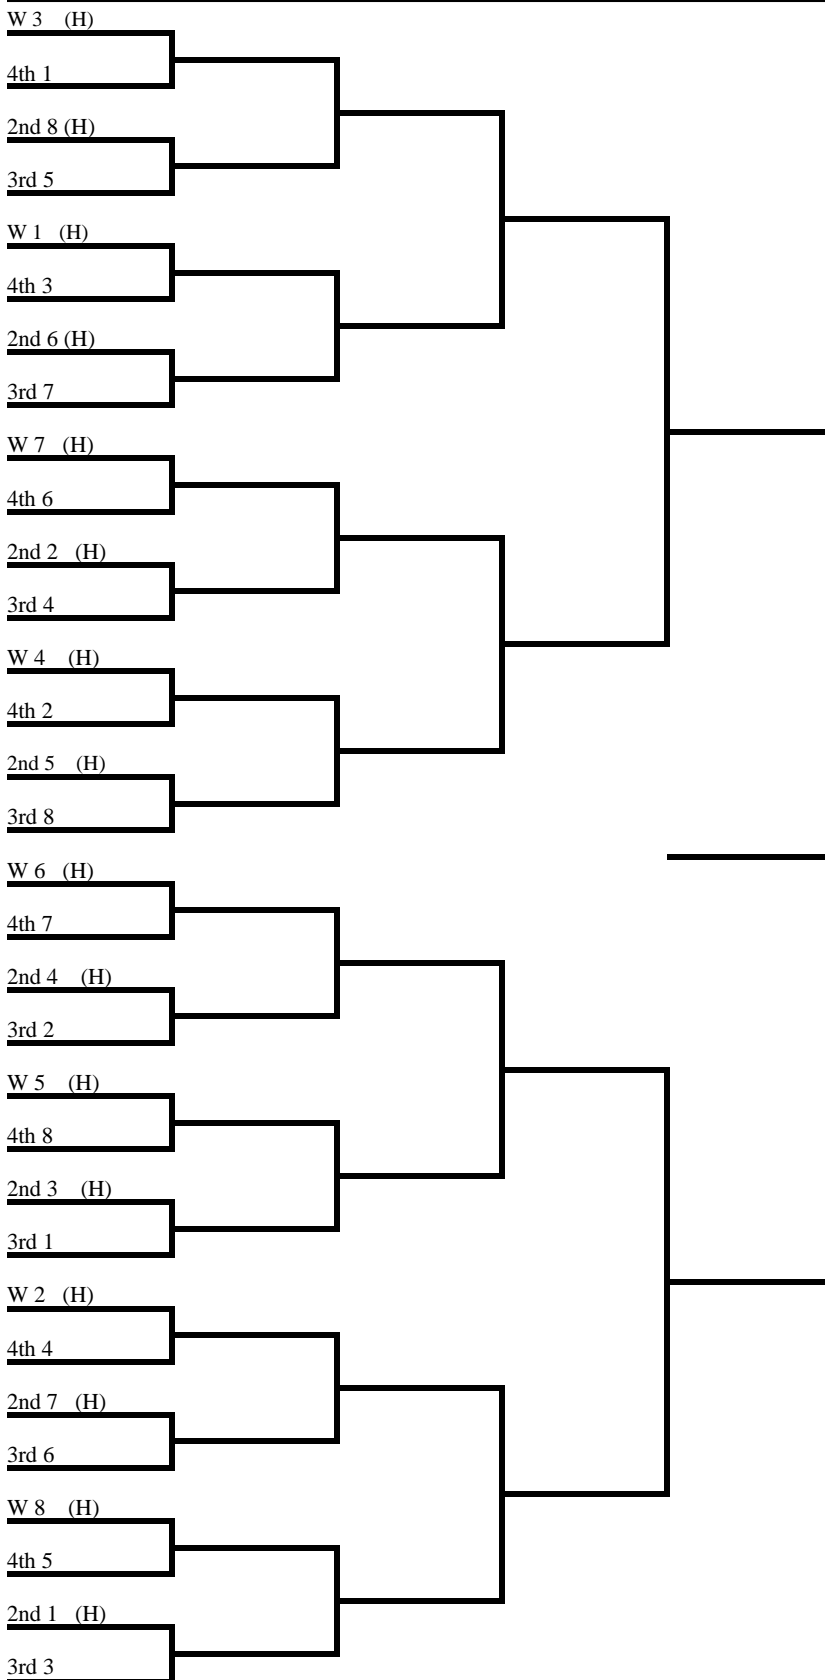 W 3 (H)
4th 1
2nd 8 (H)
3rd 5
W 1 (H)
4th 3
2nd 6 (H)
3rd 7
W 7 (H)
4th 6
2nd 2 (H)
3rd 4
W 4 (H)
4th 2
2nd 5 (H)
3rd 8
W 6 (H)
4th 7
2nd 4 (H)
3rd 2
W 5 (H)
4th 8
2nd 3 (H)
3rd 1
W 2 (H)
4th 4
2nd 7 (H)
3rd 6
W 8 (H)
4th 5
2nd 1 (H)
3rd 3